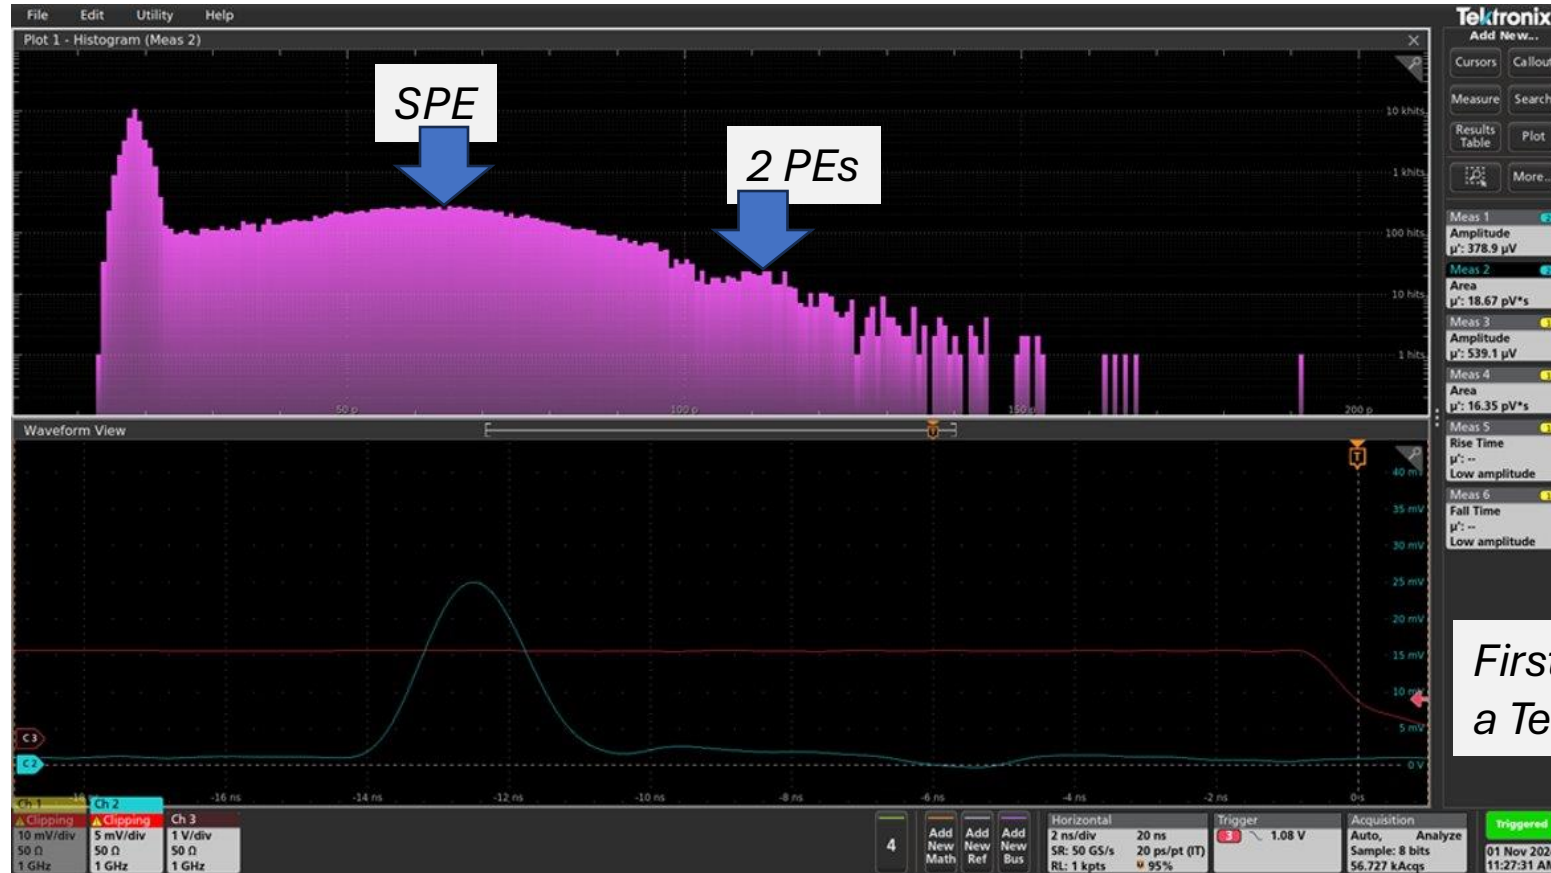 File Edit Utility Help
Tektronix
Add New...
Plot 1 - Histogram (Meas 2)
SPE
2 PEs
10 khits
1 khits
100 hits
10 hits
1 hits
50 p 100 p 150 p 200 p
Cursors Callout
Measure Search
Results Table Plot
More...
Meas 1
Amplitude
µ': 378.9 µV
Meas 2
Area
µ': 18.67 pV*s
Meas 3
Amplitude
µ': 539.1 µV
Meas 4
Area
µ': 16.35 pV*s
Meas 5
Rise Time
µ': --
Low amplitude
Meas 6
Fall Time
µ': --
Low amplitude
Waveform View
T
40 mV
35 mV
30 mV
25 mV
20 mV
15 mV
10 mV
5 mV
0 V
C3
C2
-16 ns -14 ns -12 ns -10 ns -8 ns -6 ns -4 ns -2 ns 0 s
First
a Te
Ch 1
Clipping
10 mV/div
50 Ω
1 GHz
Ch 2
Clipping
5 mV/div
50 Ω
1 GHz
Ch 3
1 V/div
50 Ω
1 GHz
4
Add New Math
Add New Ref
Add New Bus
Horizontal
2 ns/div 20 ns
SR: 50 GS/s 20 ps/pt (IT)
RL: 1 kpts 95%
Trigger
3 1.08 V
Acquisition
Auto, Analyze
Sample: 8 bits
56.727 kAcqs
Triggered
01 Nov 202
11:27:31 AM